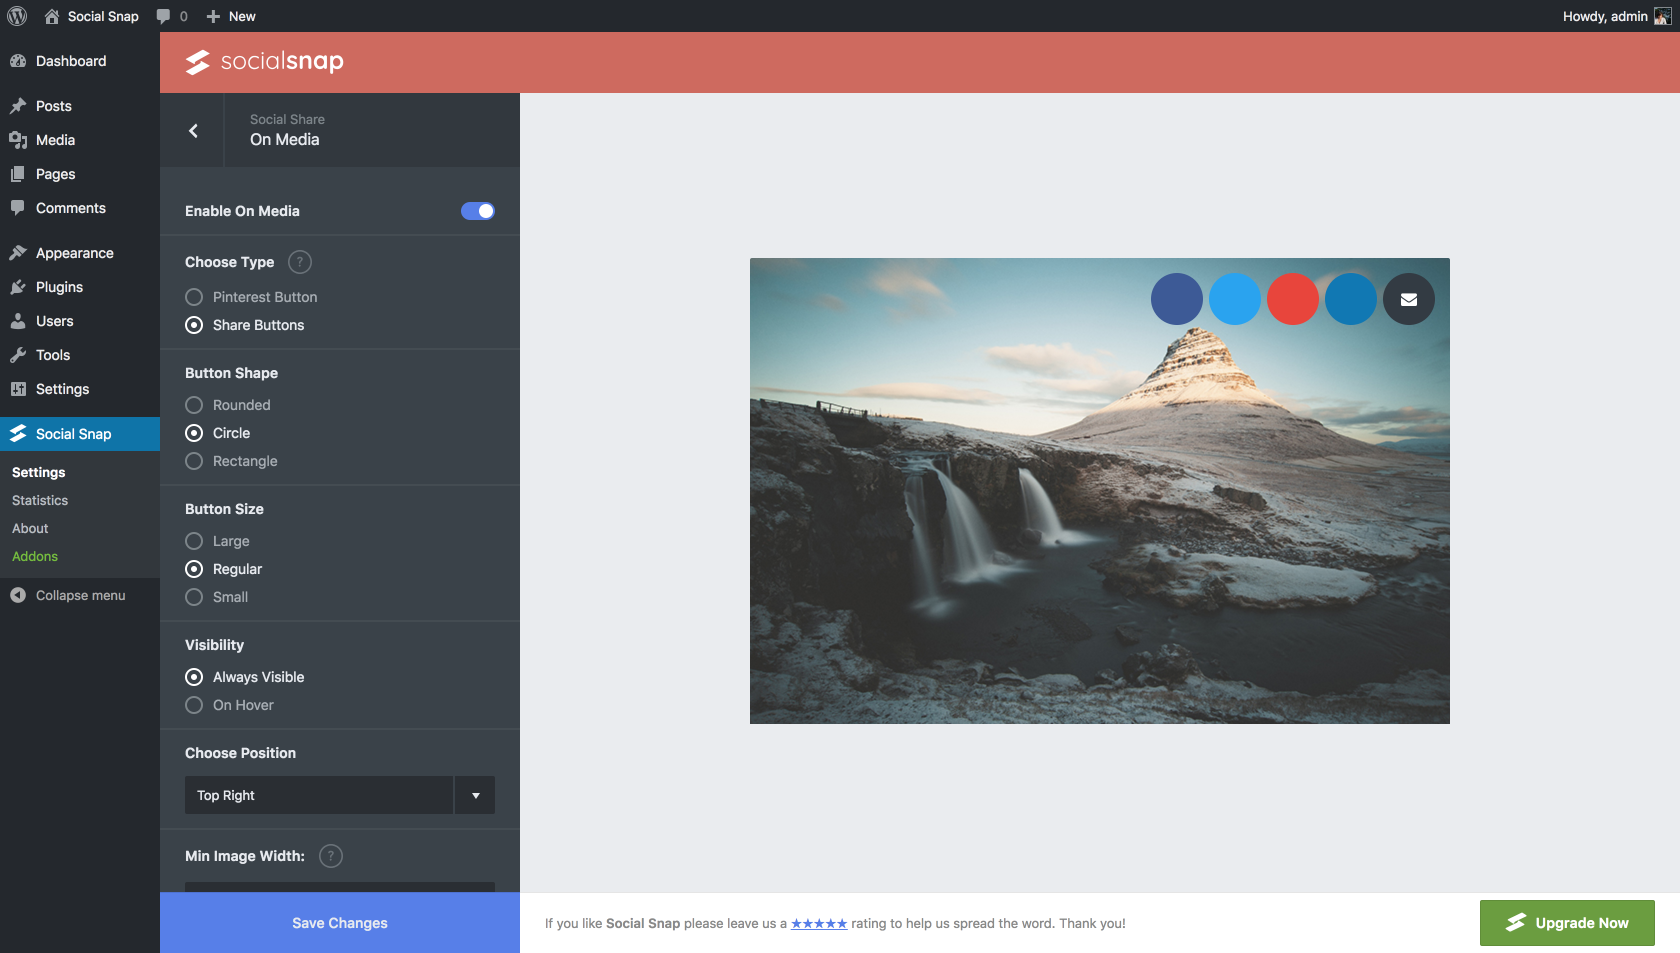 Social Snap
0
New
Howdy, admin
Dashboard
Posts
Media
Pages
Comments
Appearance
Plugins
Users
Tools
Settings
Social Snap
Settings
Statistics
About
Addons
Collapse menu
socialsnap
Social Share
On Media
Enable On Media
Choose Type ?
Pinterest Button
Share Buttons
Button Shape
Rounded
Circle
Rectangle
Button Size
Large
Regular
Small
Visibility
Always Visible
On Hover
Choose Position
Top Right
Min Image Width: ?
Save Changes
If you like Social Snap please leave us a ★★★★★ rating to help us spread the word. Thank you!
Upgrade Now